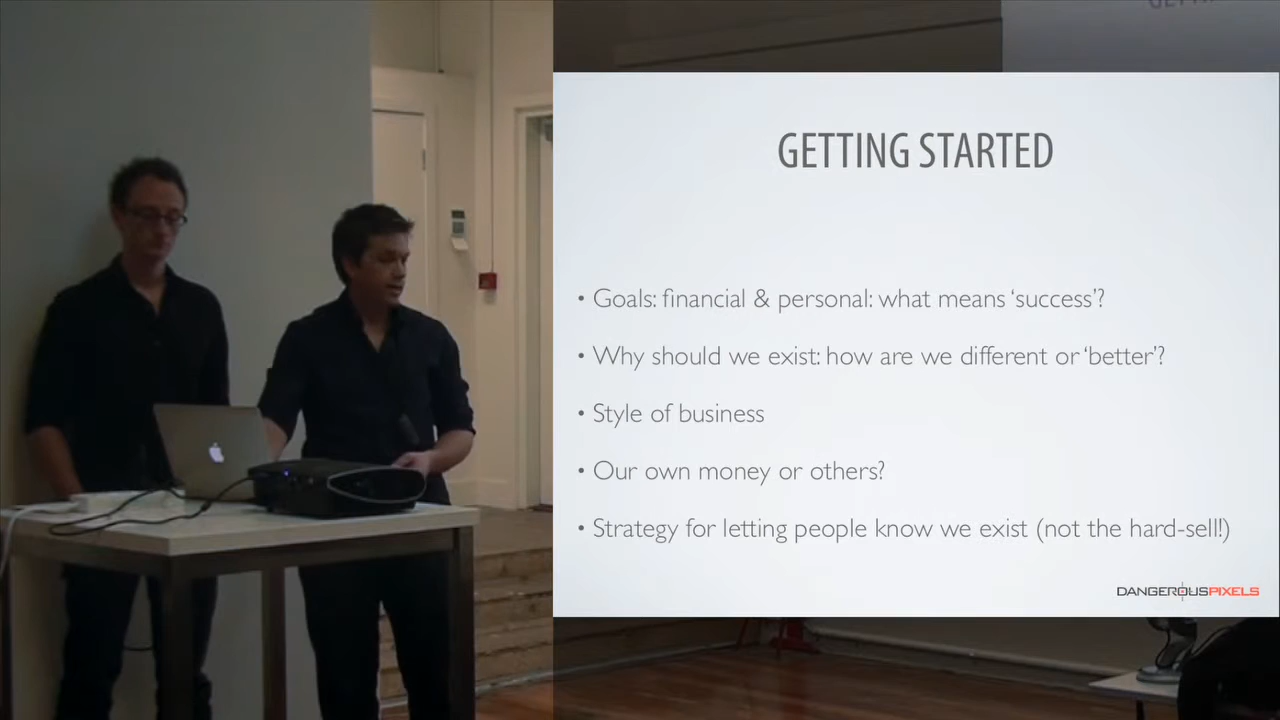 GETTING STARTED
• Goals: financial & personal: what means ‘success’?
• Why should we exist: how are we different or ‘better’?
• Style of business
• Our own money or others?
• Strategy for letting people know we exist (not the hard-sell!)
DANGEROUSPIXELS